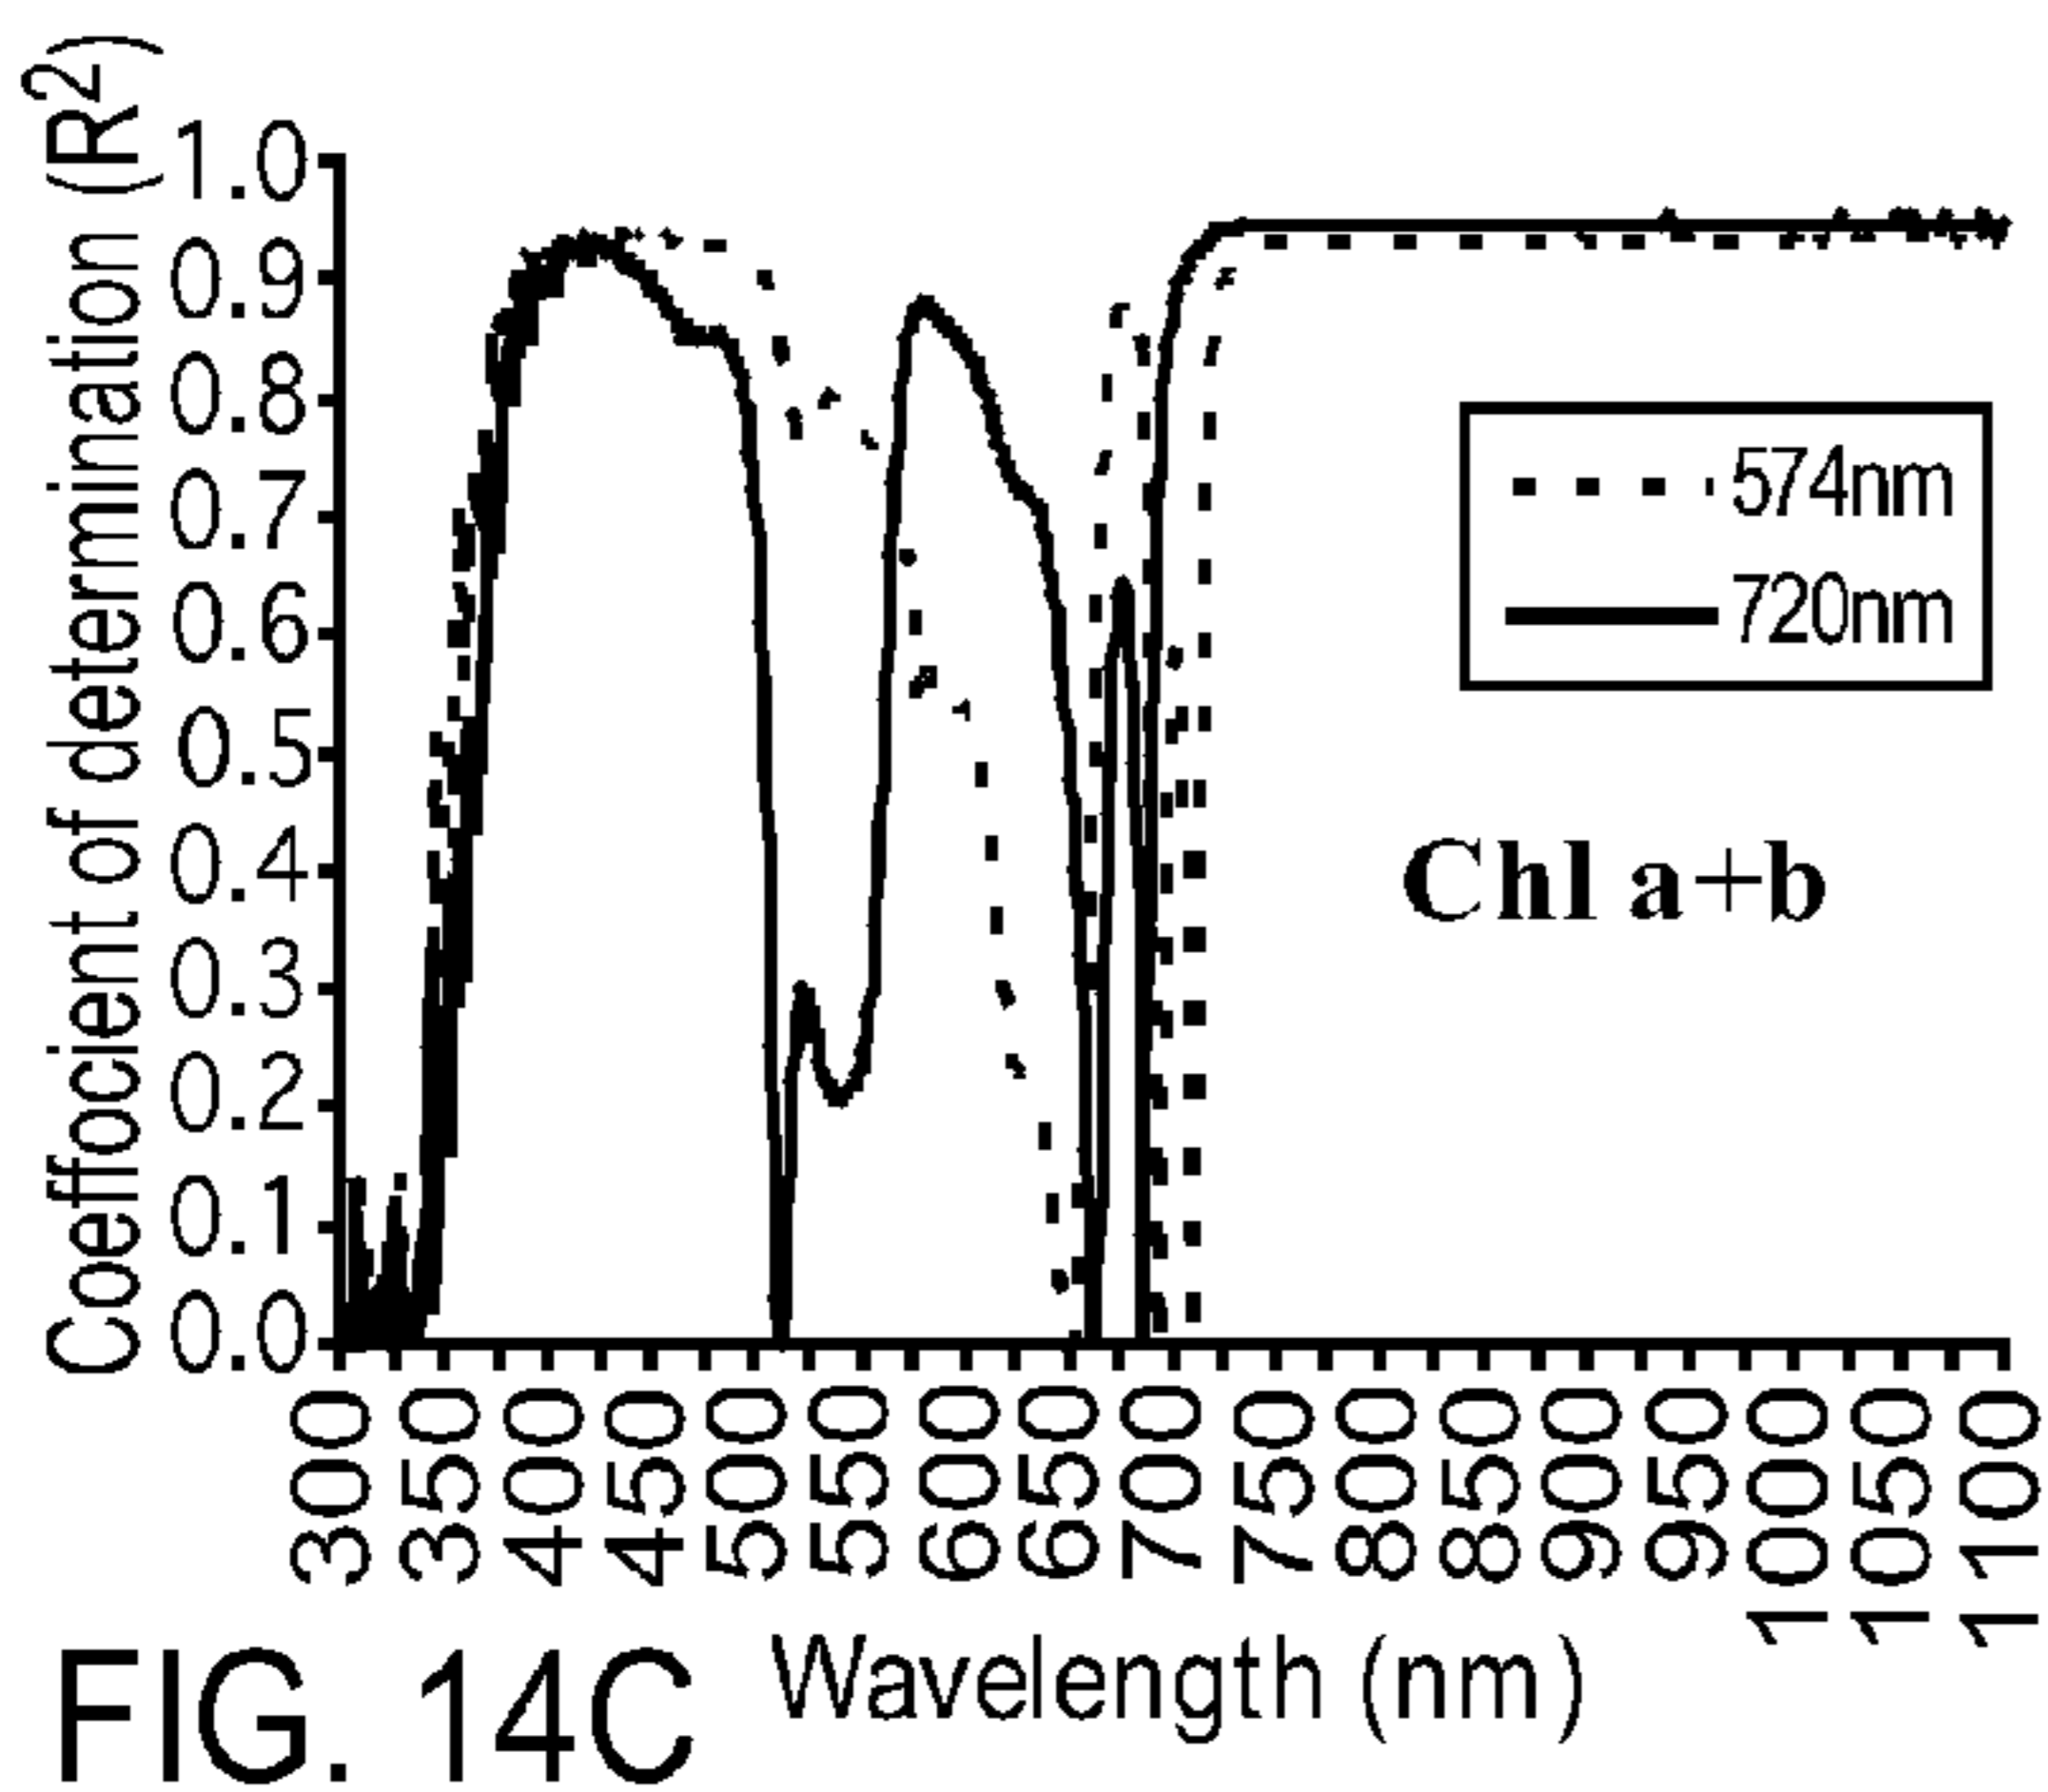 Coeffocient of determination (R²)
1.0
0.9
0.8
0.7
0.6
0.5
0.4
0.3
0.2
0.1
0.0
574nm
720nm
Chl a+b
300 350 400 450 500 550 600 650 700 750 800 850 900 950 1000 1050 1100
Wavelength (nm)
FIG. 14C